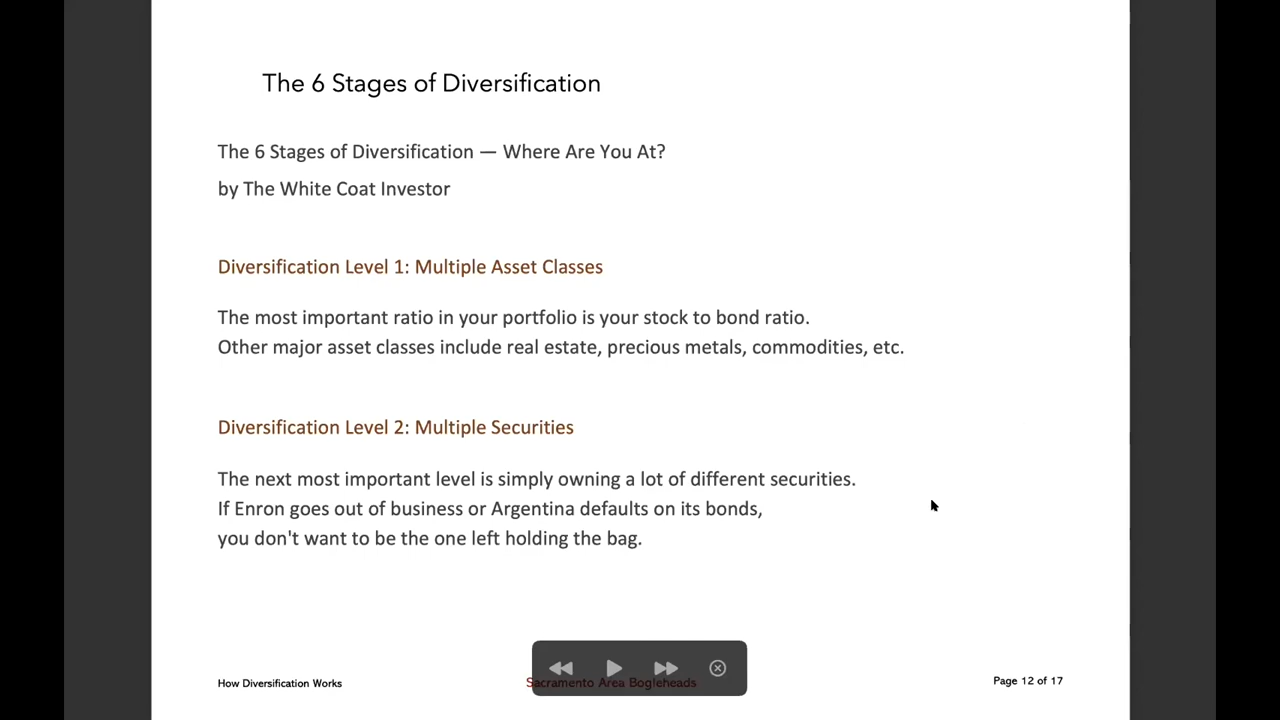 The 6 Stages of Diversification
The 6 Stages of Diversification — Where Are You At?
by The White Coat Investor
Diversification Level 1: Multiple Asset Classes
The most important ratio in your portfolio is your stock to bond ratio.
Other major asset classes include real estate, precious metals, commodities, etc.
Diversification Level 2: Multiple Securities
The next most important level is simply owning a lot of different securities.
If Enron goes out of business or Argentina defaults on its bonds,
you don't want to be the one left holding the bag.
How Diversification Works
Sacramento Area Bogleheads
Page 12 of 17